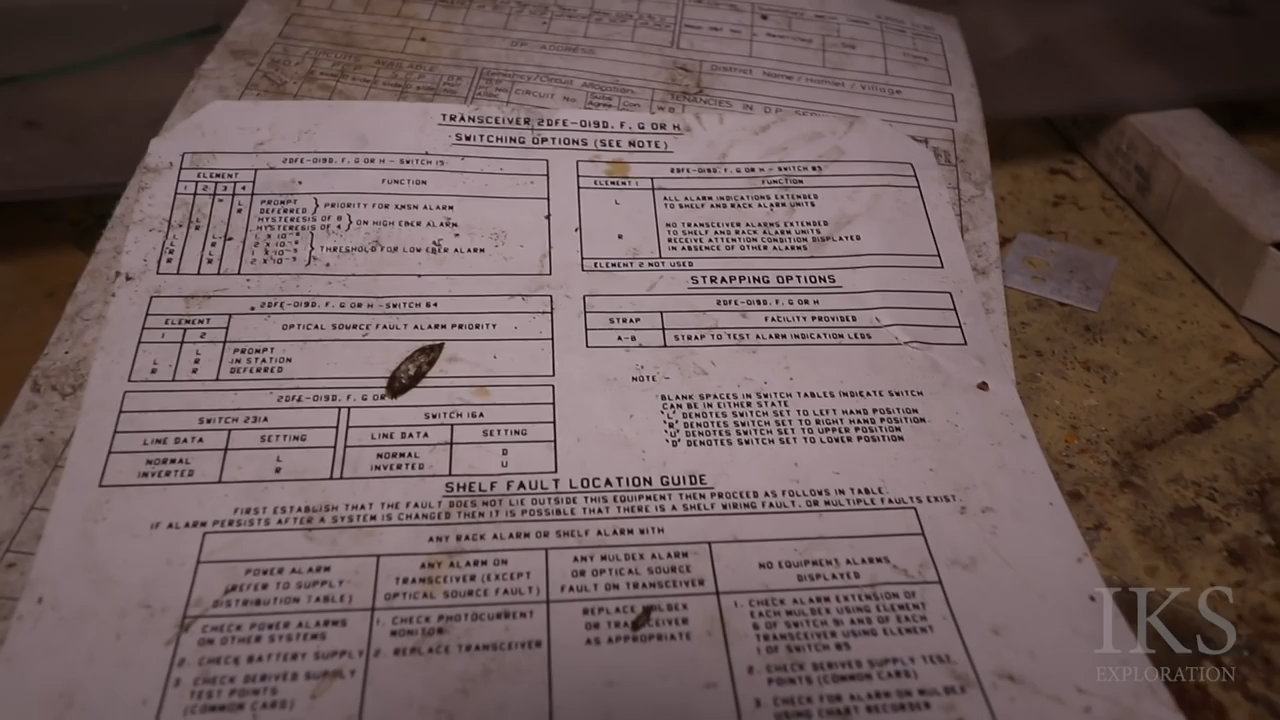 D.P. ADDRESS
District Name / Hamlet / Village
CIRCUITS AVAILABLE
Tenancy/Circuit Allocation.
CIRCUIT No.
TENANCIES IN D.P.
TRANSCEIVER 2DFE-019D, F, G OR H
SWITCHING OPTIONS (SEE NOTE)
2DFE-019D, F, G OR H - SWITCH 15
ELEMENT
FUNCTION
1 2 3 4
L PROMPT
R DEFERRED
PRIORITY FOR XMSN ALARM
L HYSTERESIS OF 8
R HYSTERESIS OF 4
ON HIGH EBER ALARM
THRESHOLD FOR LOW EBER ALARM
2DFE-019D, F, G OR H - SWITCH 85
ELEMENT 1 FUNCTION
L ALL ALARM INDICATIONS EXTENDED
TO SHELF AND RACK ALARM UNITS
NO TRANSCEIVER ALARMS EXTENDED
TO SHELF AND RACK ALARM UNITS
R RECEIVE ATTENTION CONDITION DISPLAYED
IN ABSENCE OF OTHER ALARMS
ELEMENT 2 NOT USED
2DFE-019D, F, G OR H - SWITCH 64
ELEMENT
OPTICAL SOURCE FAULT ALARM PRIORITY
1 2
L PROMPT
L R IN STATION
R R DEFERRED
STRAPPING OPTIONS
2DFE-019D, F, G OR H
STRAP FACILITY PROVIDED
A-B STRAP TO TEST ALARM INDICATION LEDS
2DFE-019D, F, G OR H
SWITCH 231A SWITCH 16A
LINE DATA SETTING LINE DATA SETTING
NORMAL L NORMAL D
INVERTED R INVERTED U
NOTE -
BLANK SPACES IN SWITCH TABLES INDICATE SWITCH
CAN BE IN EITHER STATE
'L' DENOTES SWITCH SET TO LEFT HAND POSITION
'R' DENOTES SWITCH SET TO RIGHT HAND POSITION
'U' DENOTES SWITCH SET TO UPPER POSITION
'D' DENOTES SWITCH SET TO LOWER POSITION
SHELF FAULT LOCATION GUIDE
FIRST ESTABLISH THAT THE FAULT DOES NOT LIE OUTSIDE THIS EQUIPMENT THEN PROCEED AS FOLLOWS IN TABLE.
IF ALARM PERSISTS AFTER A SYSTEM IS CHANGED THEN IT IS POSSIBLE THAT THERE IS A SHELF WIRING FAULT, OR MULTIPLE FAULTS EXIST.
ANY RACK ALARM OR SHELF ALARM WITH
POWER ALARM
(REFER TO SUPPLY
DISTRIBUTION TABLE)
ANY ALARM ON
TRANSCEIVER (EXCEPT
OPTICAL SOURCE FAULT)
ANY MULDEX ALARM
OR OPTICAL SOURCE
FAULT ON TRANSCEIVER
NO EQUIPMENT ALARMS
DISPLAYED
CHECK POWER ALARMS
ON OTHER SYSTEMS
2. CHECK BATTERY SUPPLY
3. CHECK DERIVED SUPPLY
TEST POINTS
(COMMON CARD)
1. CHECK PHOTOCURRENT
MONITOR.
2. REPLACE TRANSCEIVER
REPLACE MULDEX
OR TRANSCEIVER
AS APPROPRIATE
1. CHECK ALARM EXTENSION OF
EACH MULDEX USING ELEMENT
6 OF SWITCH 91 AND OF EACH
TRANSCEIVER USING ELEMENT
1 OF SWITCH 85
2. CHECK DERIVED SUPPLY TEST
POINTS (COMMON CARD)
3. CHECK FOR ALARM ON MULDEX
USING CHART RECORDER
IKS
EXPLORATION